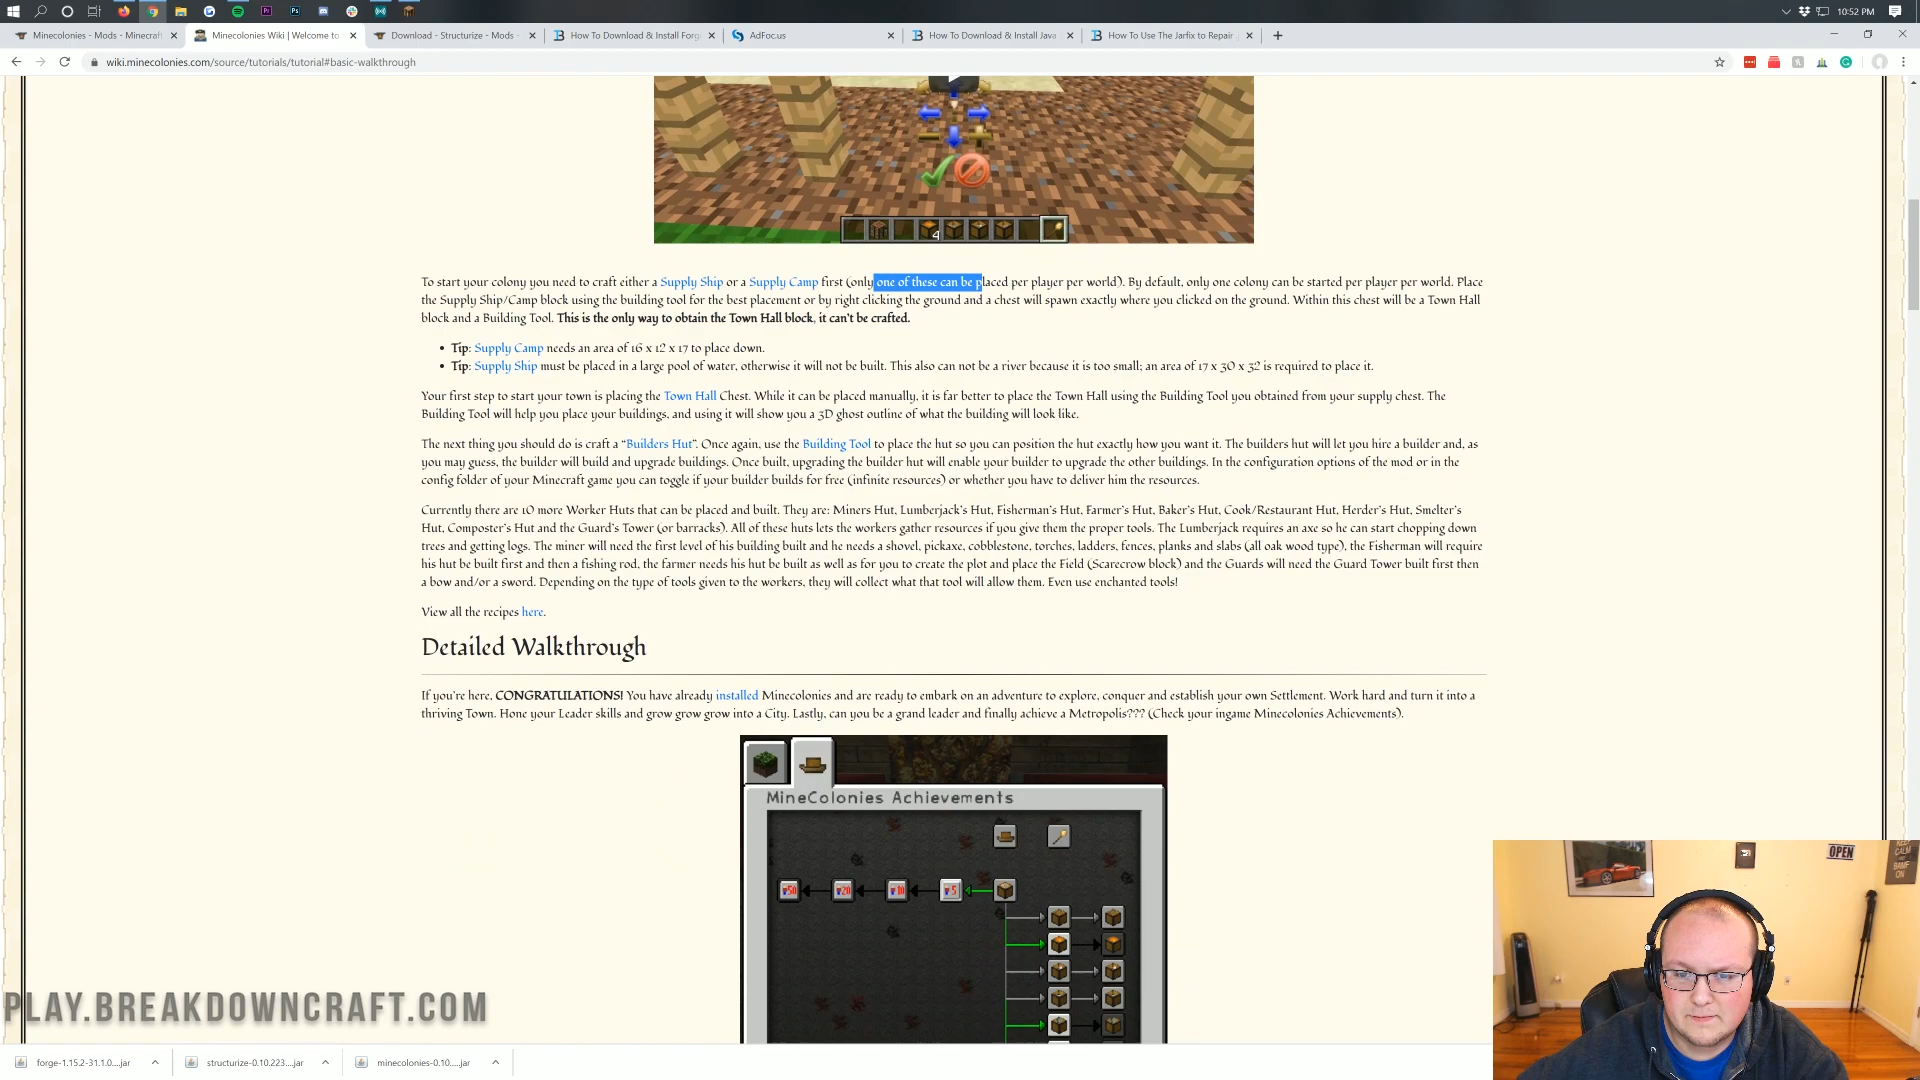 10:52 PM
Minecolonies - Mods - Minecraft
Minecolonies Wiki | Welcome to
Download - Structurize - Mods -
How To Download & Install Forg
AdFoc.us
How To Download & Install Java
How To Use The Jarfix to Repair
wiki.minecolonies.com/source/tutorials/tutorial#basic-walkthrough
4
To start your colony you need to craft either a Supply Ship or a Supply Camp first (only one of these can be placed per player per world). By default, only one colony can be started per player per world. Place
the Supply Ship/Camp block using the building tool for the best placement or by right clicking the ground and a chest will spawn exactly where you clicked on the ground. Within this chest will be a Town Hall
block and a Building Tool. This is the only way to obtain the Town Hall block, it can't be crafted.
• Tip: Supply Camp needs an area of 16 x 12 x 17 to place down.
• Tip: Supply Ship must be placed in a large pool of water, otherwise it will not be built. This also can not be a river because it is too small; an area of 17 x 30 x 32 is required to place it.
Your first step to start your town is placing the Town Hall Chest. While it can be placed manually, it is far better to place the Town Hall using the Building Tool you obtained from your supply chest. The
Building Tool will help you place your buildings, and using it will show you a 3D ghost outline of what the building will look like.
The next thing you should do is craft a “Builders Hut”. Once again, use the Building Tool to place the hut so you can position the hut exactly how you want it. The builders hut will let you hire a builder and, as
you may guess, the builder will build and upgrade buildings. Once built, upgrading the builder hut will enable your builder to upgrade the other buildings. In the configuration options of the mod or in the
config folder of your Minecraft game you can toggle if your builder builds for free (infinite resources) or whether you have to deliver him the resources.
Currently there are 10 more Worker Huts that can be placed and built. They are: Miners Hut, Lumberjack's Hut, Fisherman's Hut, Farmer's Hut, Baker's Hut, Cook/Restaurant Hut, Herder's Hut, Smelter's
Hut, Composter's Hut and the Guard's Tower (or barracks). All of these huts lets the workers gather resources if you give them the proper tools. The Lumberjack requires an axe so he can start chopping down
trees and getting logs. The miner will need the first level of his building built and he needs a shovel, pickaxe, cobblestone, torches, ladders, fences, planks and slabs (all oak wood type), the Fisherman will require
his hut be built first and then a fishing rod, the farmer needs his hut be built as well as for you to create the plot and place the Field (Scarecrow block) and the Guards will need the Guard Tower built first then
a bow and/or a sword. Depending on the type of tools given to the workers, they will collect what that tool will allow them. Even use enchanted tools!
View all the recipes here.
Detailed Walkthrough
If you're here, CONGRATULATIONS! You have already installed Minecolonies and are ready to embark on an adventure to explore, conquer and establish your own Settlement. Work hard and turn it into a
thriving Town. Hone your Leader skills and grow grow grow into a City. Lastly, can you be a grand leader and finally achieve a Metropolis??? (Check your ingame Minecolonies Achievements).
MineColonies Achievements
50 20 10 5
OPEN
PLAY.BREAKDOWNCRAFT.COM
forge-1.15.2-31.1.0....jar
structurize-0.10.223....jar
minecolonies-0.10....jar